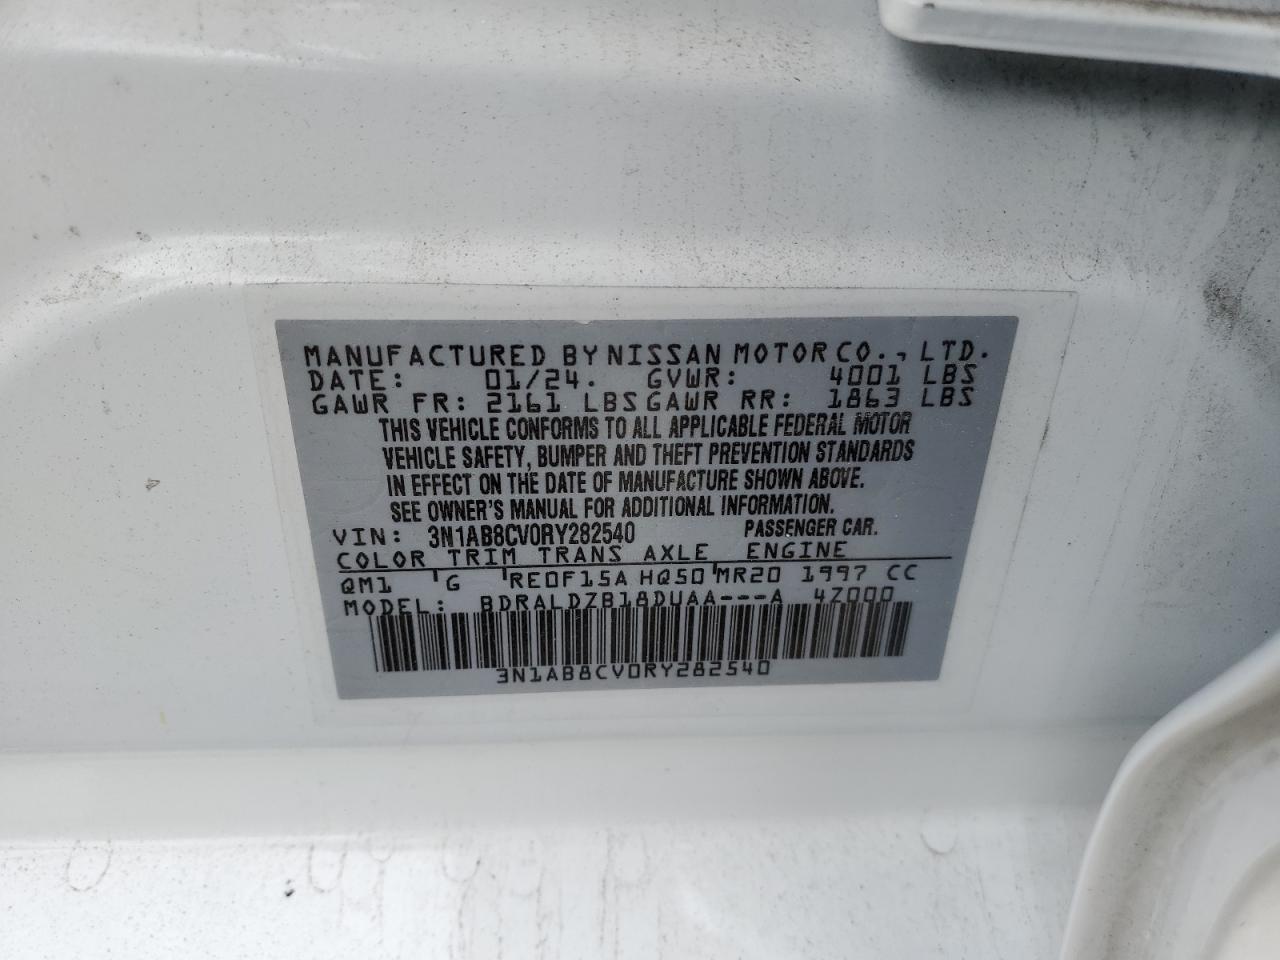 MANUFACTURED BY NISSAN MOTOR CO., LTD.
DATE: 01/24. GVWR: 4001 LBS
GAWR FR: 2161 LBS GAWR RR: 1863 LBS
THIS VEHICLE CONFORMS TO ALL APPLICABLE FEDERAL MOTOR
VEHICLE SAFETY, BUMPER AND THEFT PREVENTION STANDARDS
IN EFFECT ON THE DATE OF MANUFACTURE SHOWN ABOVE.
SEE OWNER'S MANUAL FOR ADDITIONAL INFORMATION.
VIN: 3N1AB8CV0RY282540 PASSENGER CAR.
COLOR TRIM TRANS AXLE ENGINE
QM1 G RE0F15A HQ50 MR20 1997 CC
MODEL: BDRALDZB18DUAA---A 4Z000
3N1AB8CV0RY282540